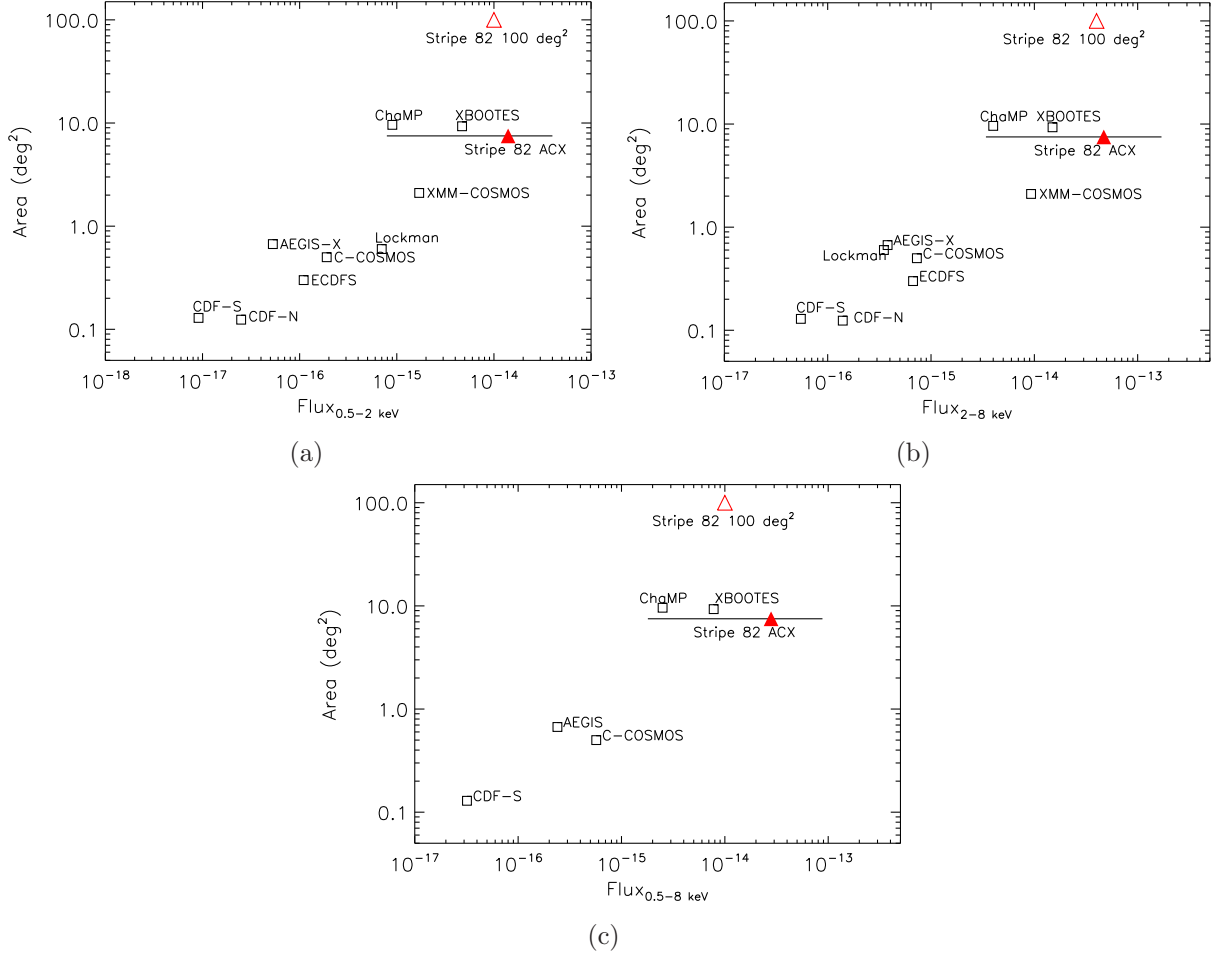 100.0
10.0
1.0
0.1
Area (deg²)
Stripe 82 100 deg²
ChaMP
XBOOTES
Stripe 82 ACX
XMM−COSMOS
Lockman
AEGIS−X
C−COSMOS
ECDFS
CDF−S
CDF−N
10⁻¹⁸ 10⁻¹⁷ 10⁻¹⁶ 10⁻¹⁵ 10⁻¹⁴ 10⁻¹³
Flux0.5−2 keV
(a)
100.0
10.0
1.0
0.1
Area (deg²)
Stripe 82 100 deg²
ChaMP
XBOOTES
Stripe 82 ACX
XMM−COSMOS
AEGIS−X
Lockman
C−COSMOS
ECDFS
CDF−S
CDF−N
10⁻¹⁷ 10⁻¹⁶ 10⁻¹⁵ 10⁻¹⁴ 10⁻¹³
Flux2−8 keV
(b)
100.0
10.0
1.0
0.1
Area (deg²)
Stripe 82 100 deg²
ChaMP
XBOOTES
Stripe 82 ACX
AEGIS
C−COSMOS
CDF−S
10⁻¹⁷ 10⁻¹⁶ 10⁻¹⁵ 10⁻¹⁴ 10⁻¹³
Flux0.5−8 keV
(c)